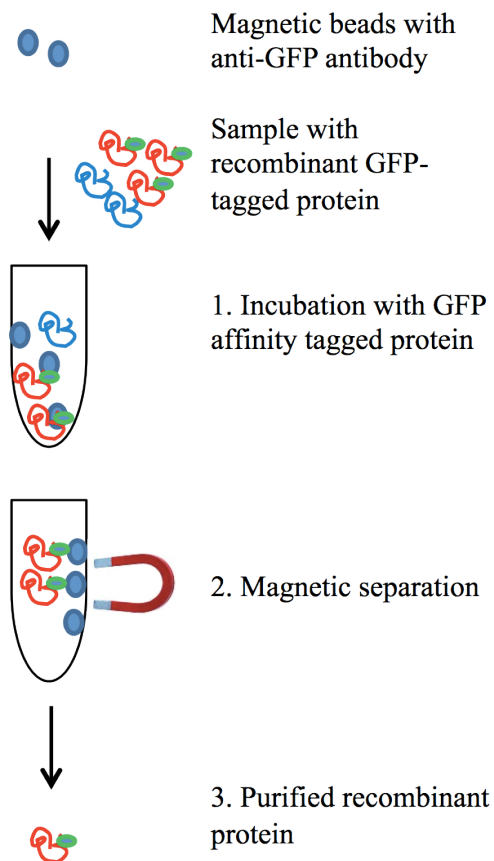 Magnetic beads with
anti-GFP antibody
Sample with
recombinant GFP-
tagged protein
1. Incubation with GFP
affinity tagged protein
2. Magnetic separation
3. Purified recombinant
protein